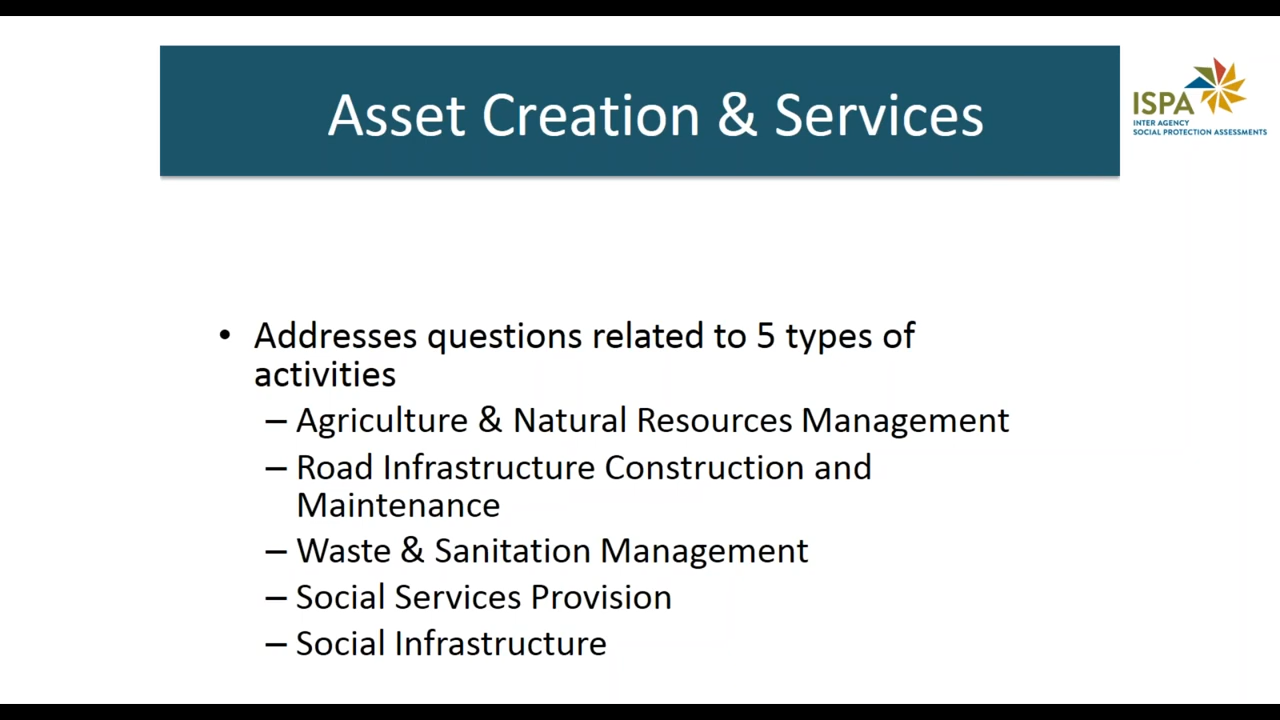 Asset Creation & Services
ISPA
INTER AGENCY
SOCIAL PROTECTION ASSESSMENTS
• Addresses questions related to 5 types of
activities
– Agriculture & Natural Resources Management
– Road Infrastructure Construction and
Maintenance
– Waste & Sanitation Management
– Social Services Provision
– Social Infrastructure